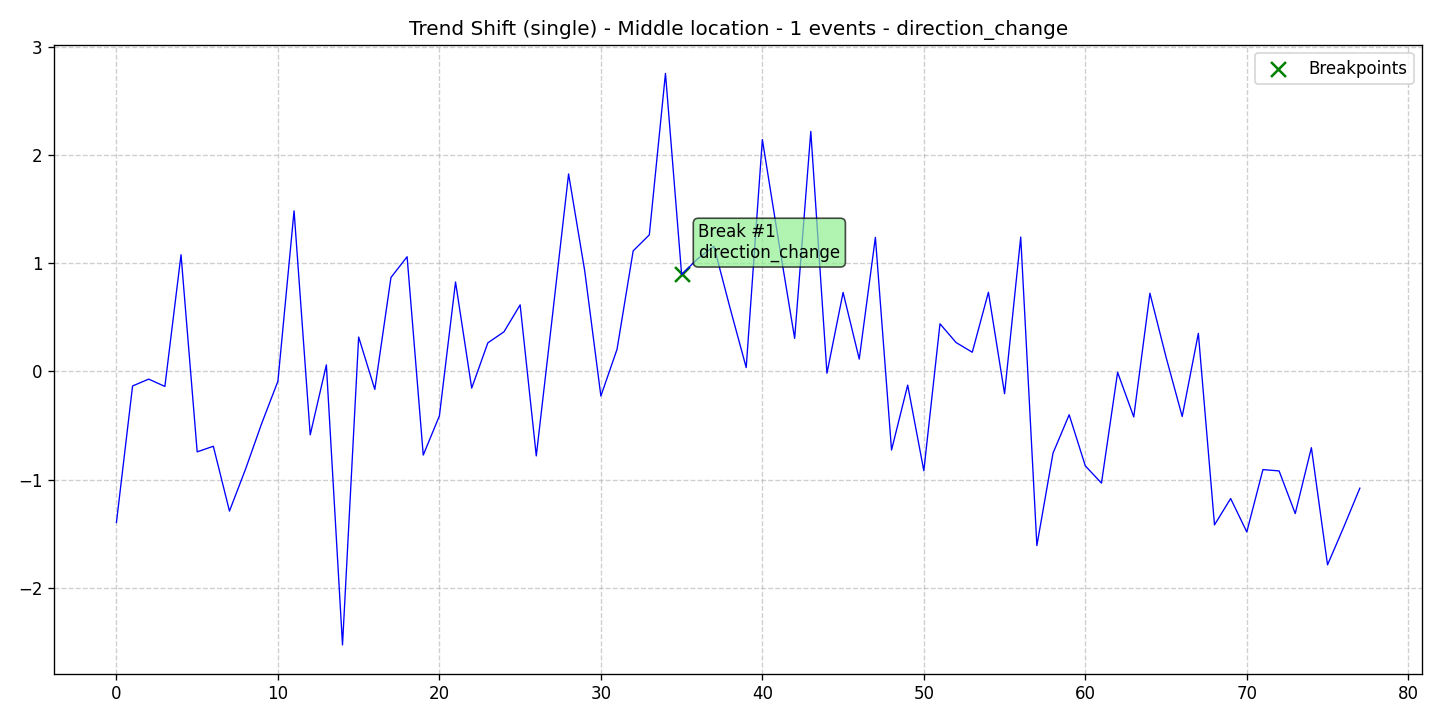 Trend Shift (single) - Middle location - 1 events - direction_change
3
2
1
0
−1
−2
Breakpoints
Break #1
direction_change
0 10 20 30 40 50 60 70 80